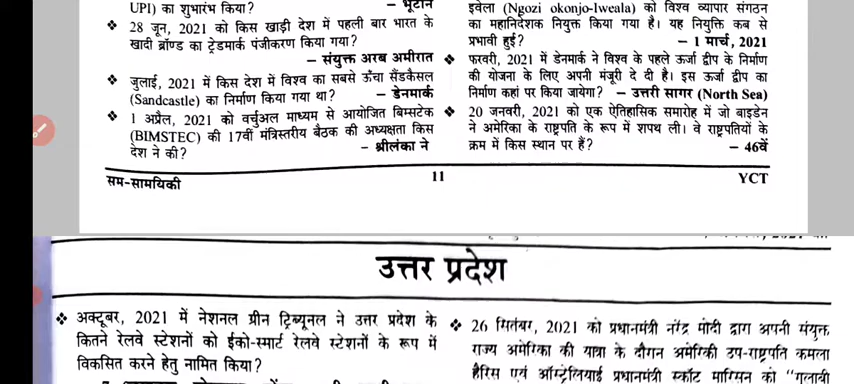 UPI) का शुभारंभ किया? – भूटान
❖ 28 जून, 2021 को किस खाड़ी देश में पहली बार भारत के
खादी ब्रॉण्ड का ट्रेडमार्क पंजीकरण किया गया?
– संयुक्त अरब अमीरात
❖ जुलाई, 2021 में किस देश में विश्व का सबसे ऊँचा सैंडकैसल
(Sandcastle) का निर्माण किया गया था? – डेनमार्क
❖ 1 अप्रैल, 2021 को वर्चुअल माध्यम से आयोजित बिम्सटेक
(BIMSTEC) की 17वीं मंत्रिस्तरीय बैठक की अध्यक्षता किस
देश ने की? – श्रीलंका ने
इवेला (Ngozi okonjo-lweala) को विश्व व्यापार संगठन
का महानिदेशक नियुक्त किया गया है। यह नियुक्ति कब से
प्रभावी हुई? – 1 मार्च, 2021
❖ फरवरी, 2021 में डेनमार्क ने विश्व के पहले ऊर्जा द्वीप के निर्माण
की योजना के लिए अपनी मंजूरी दे दी है। इस ऊर्जा द्वीप का
निर्माण कहां पर किया जायेगा? – उत्तरी सागर (North Sea)
❖ 20 जनवरी, 2021 को एक ऐतिहासिक समारोह में जो बाइडेन
ने अमेरिका के राष्ट्रपति के रूप में शपथ ली। वे राष्ट्रपतियों के
क्रम में किस स्थान पर हैं? – 46वें
सम-सामयिकी 11 YCT
उत्तर प्रदेश
❖ अक्टूबर, 2021 में नेशनल ग्रीन ट्रिब्यूनल ने उत्तर प्रदेश के
कितने रेलवे स्टेशनों को ईको-स्मार्ट रेलवे स्टेशनों के रूप में
विकसित करने हेतु नामित किया?
❖ 26 सितंबर, 2021 को प्रधानमंत्री नरेंद्र मोदी द्वारा अपनी संयुक्त
राज्य अमेरिका की यात्रा के दौरान अमेरिकी उप-राष्ट्रपति कमला
हैरिस एवं ऑस्ट्रेलियाई प्रधानमंत्री स्कॉट मारिसन को "गुलाबी